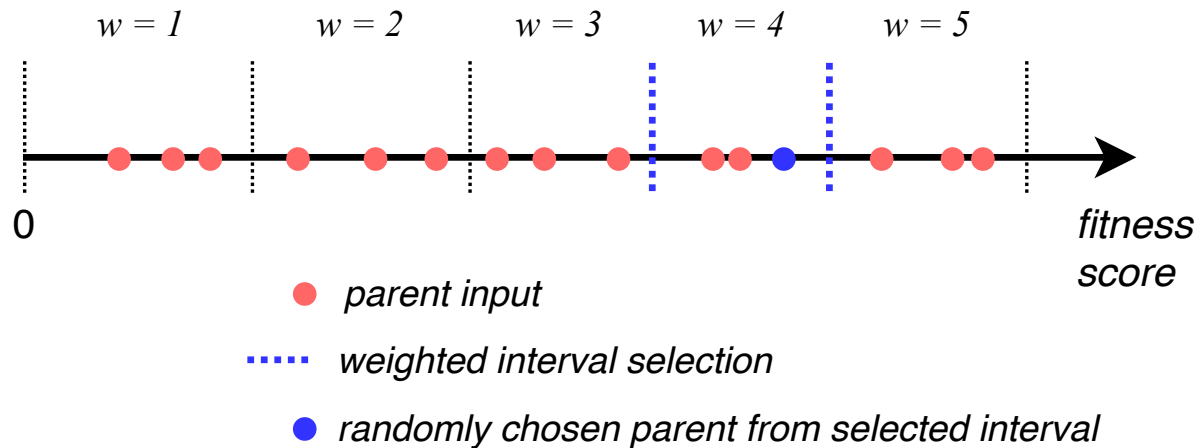 w = 1 w = 2 w = 3 w = 4 w = 5
0
fitness
score
parent input
weighted interval selection
randomly chosen parent from selected interval